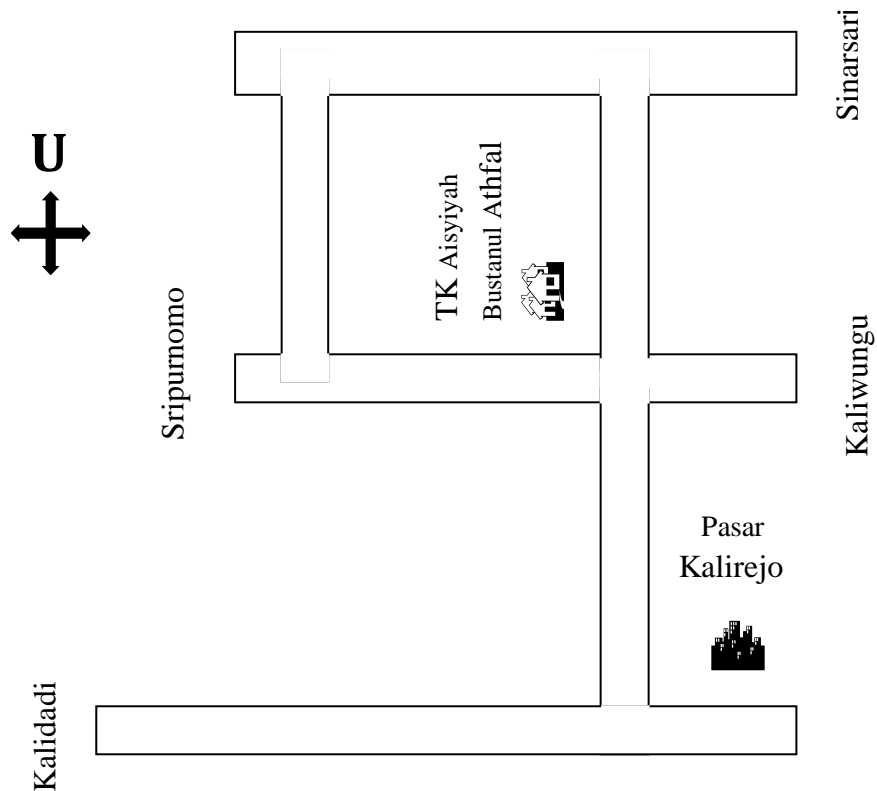 Sinarsari
U
TK Aisyiyah
Bustanul Athfal
Sripurnomo
Kaliwungu
Pasar
Kalirejo
Kalidadi